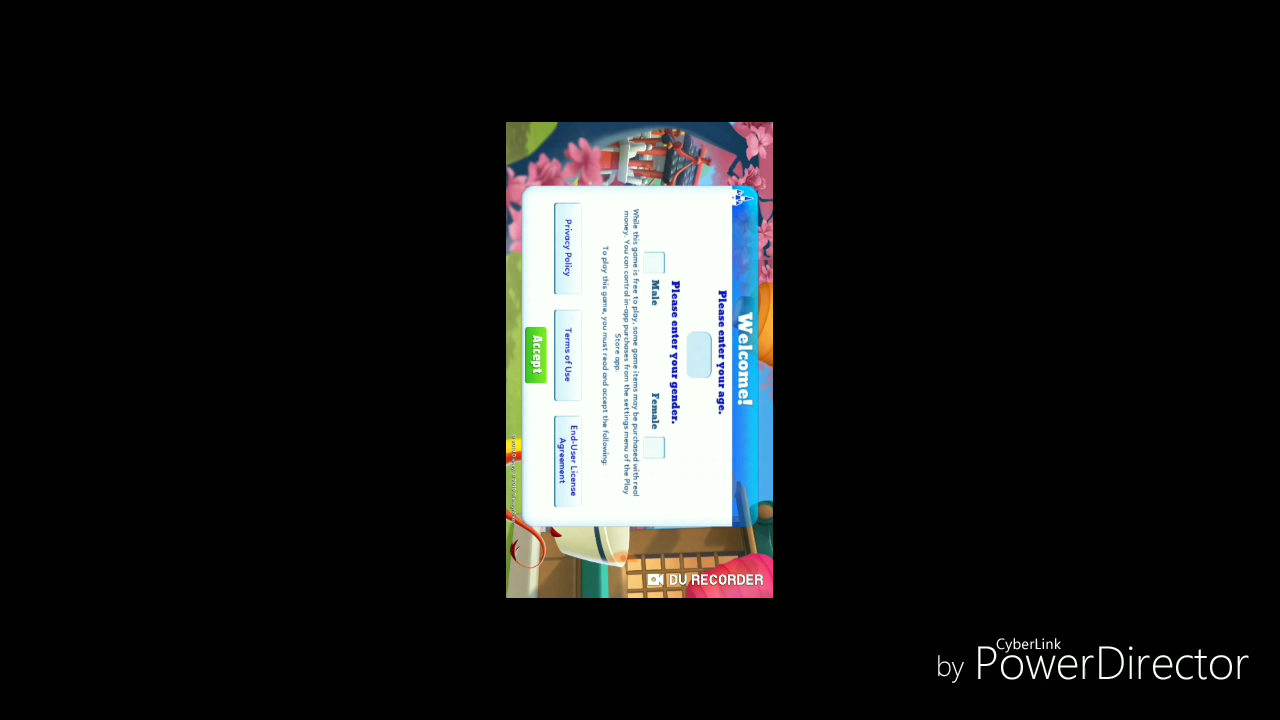 Welcome!
Please enter your age.
Please enter your gender.
Male
Female
While this game is free to play, some game items may be purchased with real
money. You can control in-app purchases from the settings menu of the Play
Store app.
To play this game, you must read and accept the following:
Privacy Policy
Terms of Use
End-User License
Agreement
Accept
DU RECORDER
by CyberLink
PowerDirector